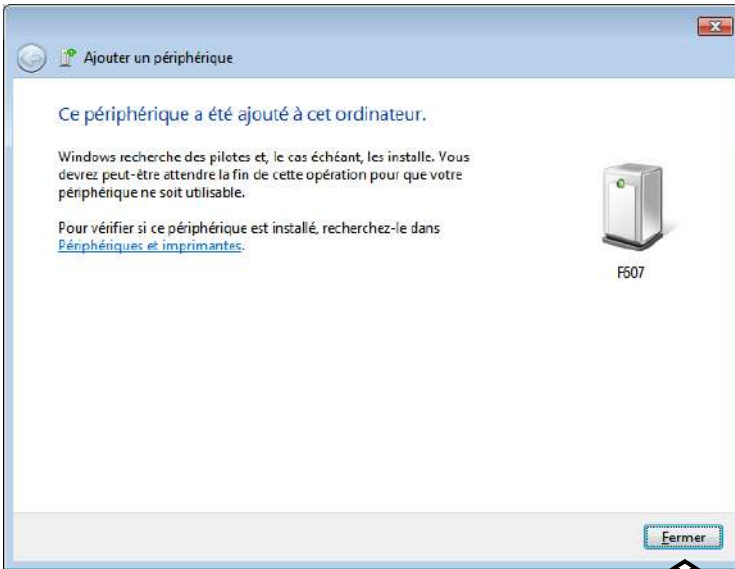 Ajouter un périphérique
Ce périphérique a été ajouté à cet ordinateur.
Windows recherche des pilotes et, le cas échéant, les installe. Vous
devrez peut-être attendre la fin de cette opération pour que votre
périphérique ne soit utilisable.
Pour vérifier si ce périphérique est installé, recherchez-le dans
Périphériques et imprimantes.
F607
Fermer